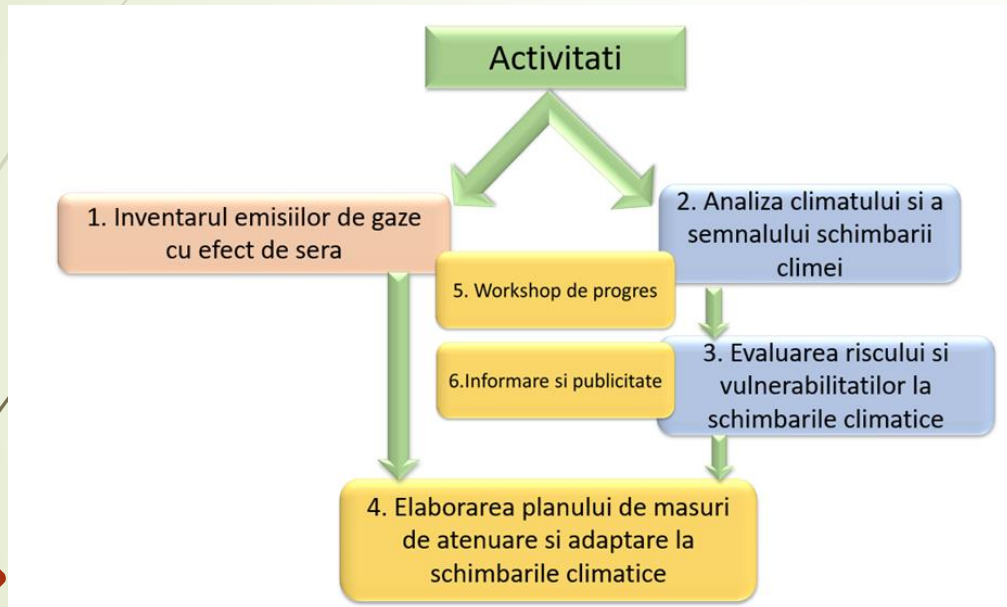 Activitati
1. Inventarul emisiilor de gaze
cu efect de sera
2. Analiza climatului si a
semnalului schimbarii
climei
5. Workshop de progres
6.Informare si publicitate
3. Evaluarea riscului si
vulnerabilitatilor la
schimbarile climatice
4. Elaborarea planului de masuri
de atenuare si adaptare la
schimbarile climatice